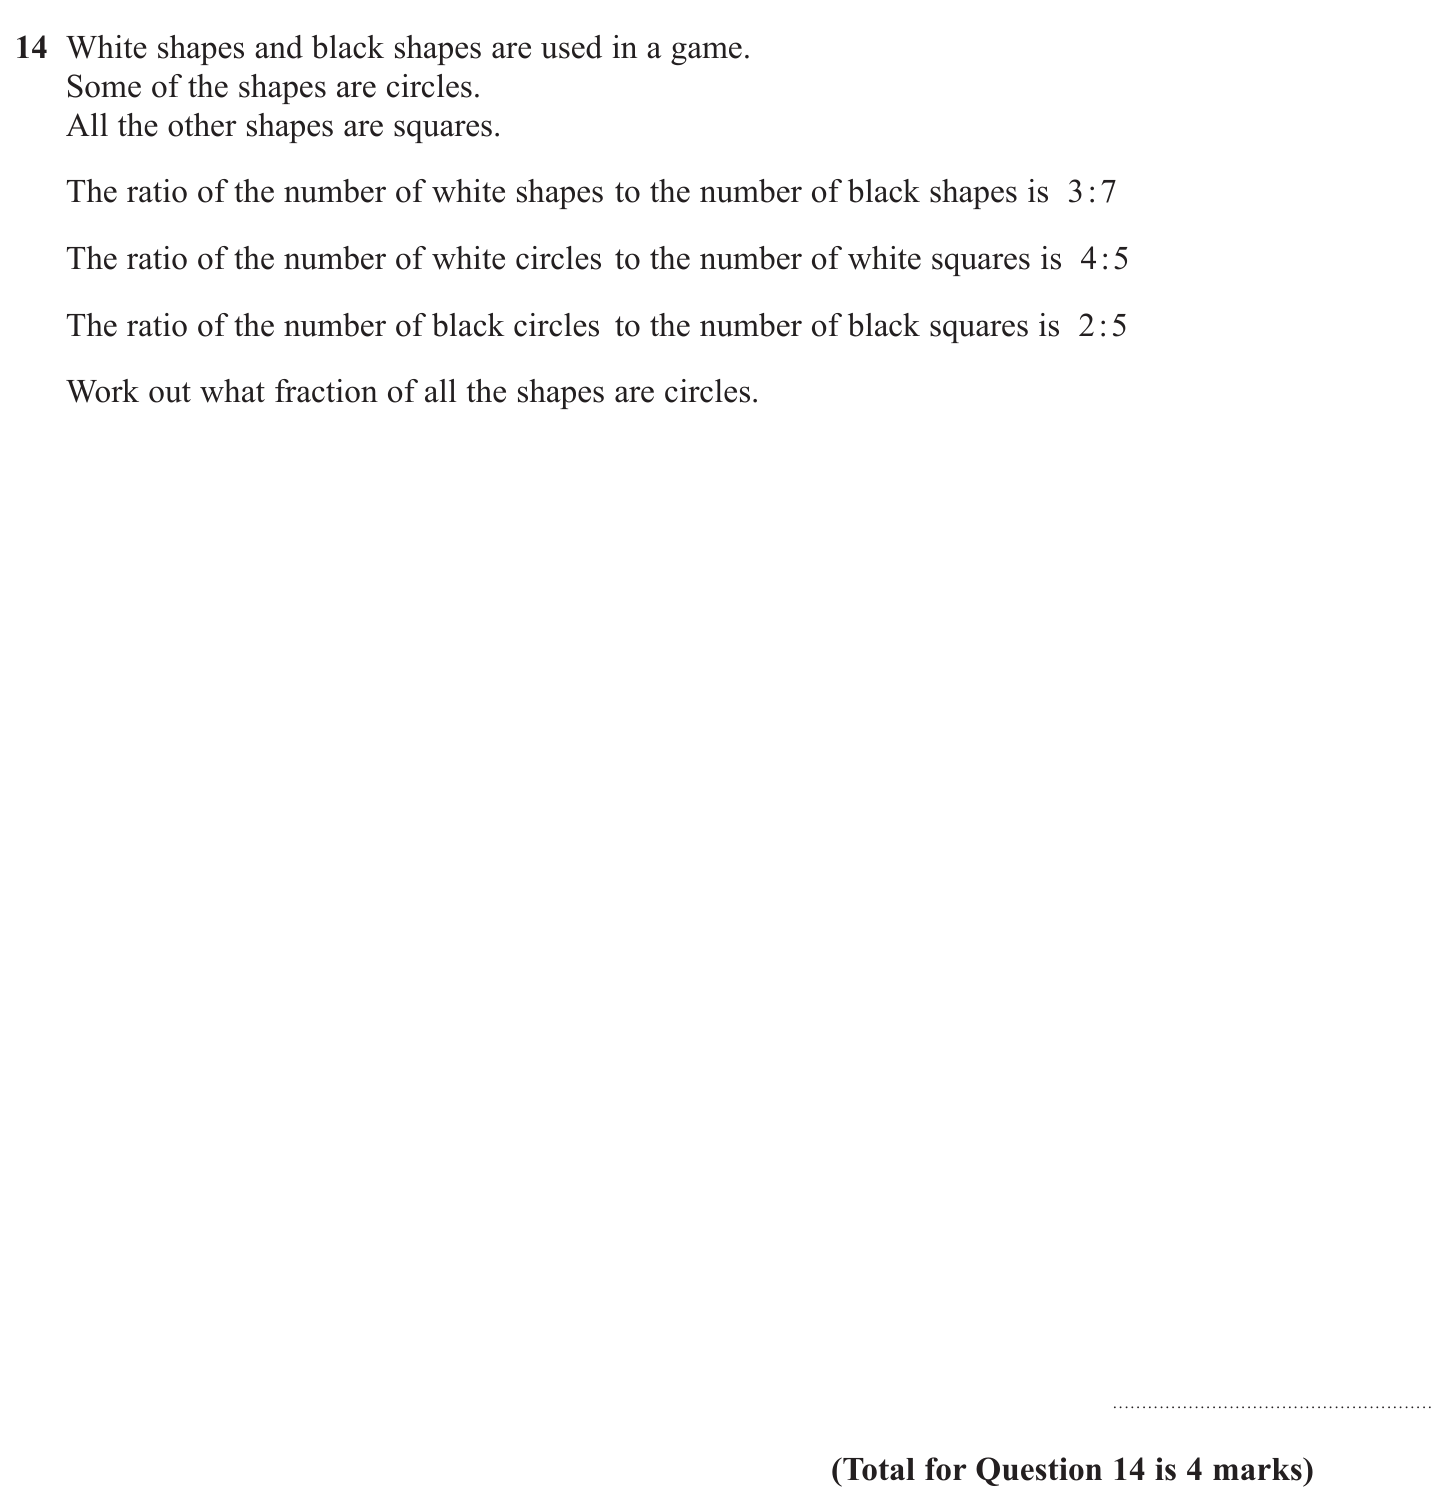 14 White shapes and black shapes are used in a game.
Some of the shapes are circles.
All the other shapes are squares.
The ratio of the number of white shapes to the number of black shapes is 3:7
The ratio of the number of white circles to the number of white squares is 4:5
The ratio of the number of black circles to the number of black squares is 2:5
Work out what fraction of all the shapes are circles.
(Total for Question 14 is 4 marks)